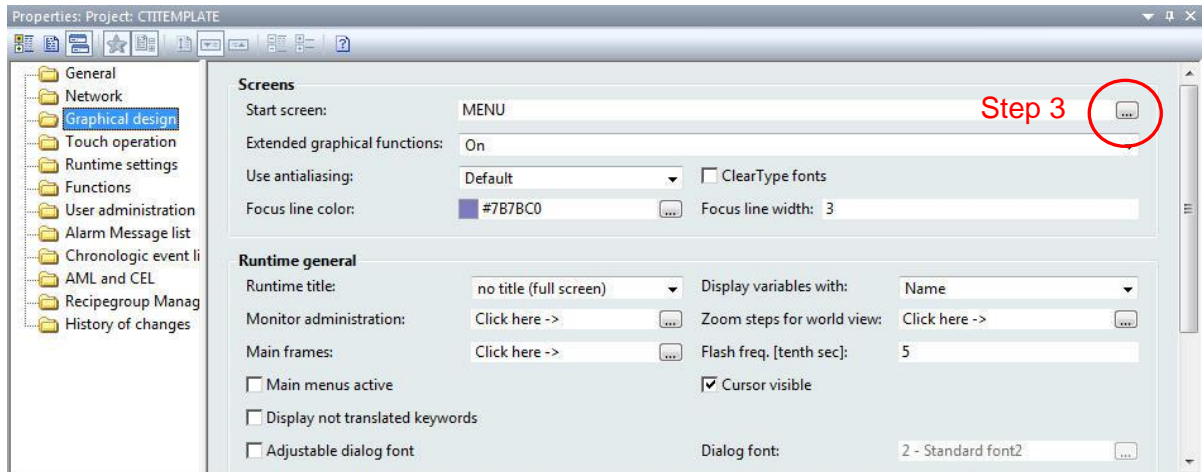 Properties: Project: CTITEMPLATE
General
Network
Graphical design
Touch operation
Runtime settings
Functions
User administration
Alarm Message list
Chronologic event li
AML and CEL
Recipegroup Manag
History of changes
Screens
Start screen: MENU ...
Step 3
Extended graphical functions: On
Use antialiasing: Default ClearType fonts
Focus line color: #7B7BC0 ... Focus line width: 3
Runtime general
Runtime title: no title (full screen) Display variables with: Name
Monitor administration: Click here -> ... Zoom steps for world view: Click here -> ...
Main frames: Click here -> ... Flash freq. [tenth sec]: 5
Main menus active Cursor visible
Display not translated keywords
Adjustable dialog font Dialog font: 2 - Standard font2 ...